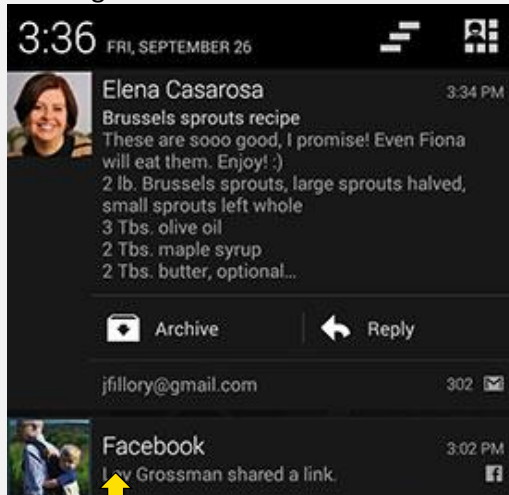 3:36 FRI, SEPTEMBER 26
Elena Casarosa 3:34 PM
Brussels sprouts recipe
These are sooo good, I promise! Even Fiona
will eat them. Enjoy! :)
2 lb. Brussels sprouts, large sprouts halved,
small sprouts left whole
3 Tbs. olive oil
2 Tbs. maple syrup
2 Tbs. butter, optional...
Archive Reply
jfillory@gmail.com 302
Facebook 3:02 PM
Grossman shared a link.